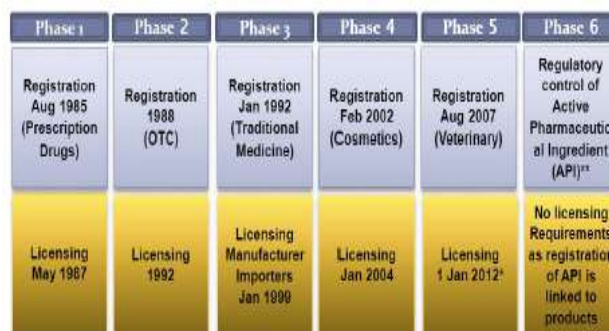 Phase 1
Phase 2
Phase 3
Phase 4
Phase 5
Phase 6
Registration
Aug 1985
(Prescription
Drugs)
Registration
1988
(OTC)
Registration
Jan 1992
(Traditional
Medicine)
Registration
Feb 2002
(Cosmetics)
Registration
Aug 2007
(Veterinary)
Regulatory
control of
Active
Pharmaceutic
al Ingredient
(API)**
Licensing
May 1987
Licensing
1992
Licensing
Manufacturer
Importers
Jan 1999
Licensing
Jan 2004
Licensing
1 Jan 2012*
No licensing
Requirements
as registration
of API is
linked to
products